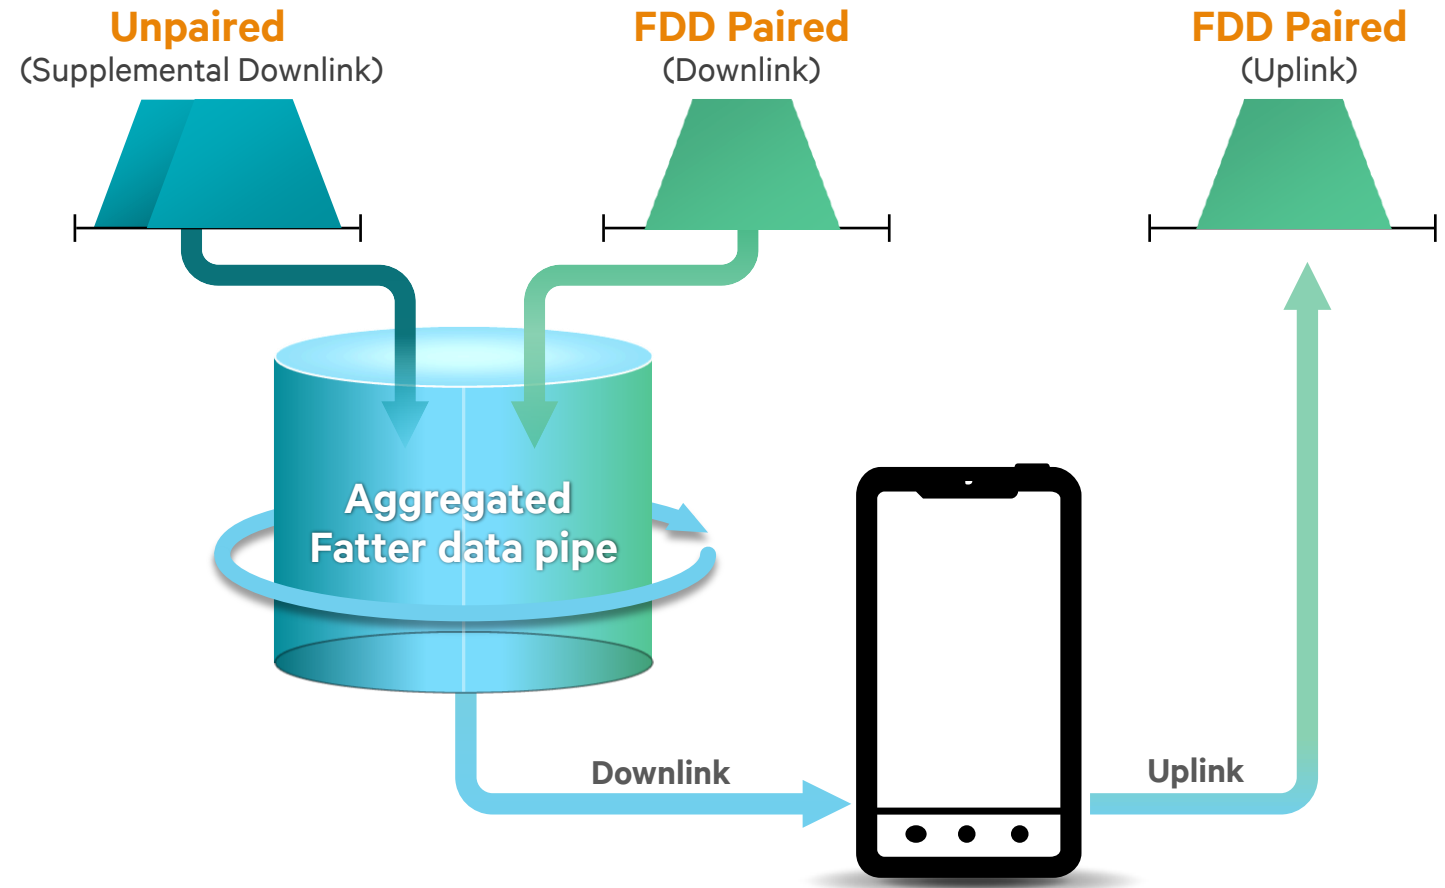 Unpaired
(Supplemental Downlink)
FDD Paired
(Downlink)
FDD Paired
(Uplink)
Aggregated
Fatter data pipe
Downlink
Uplink